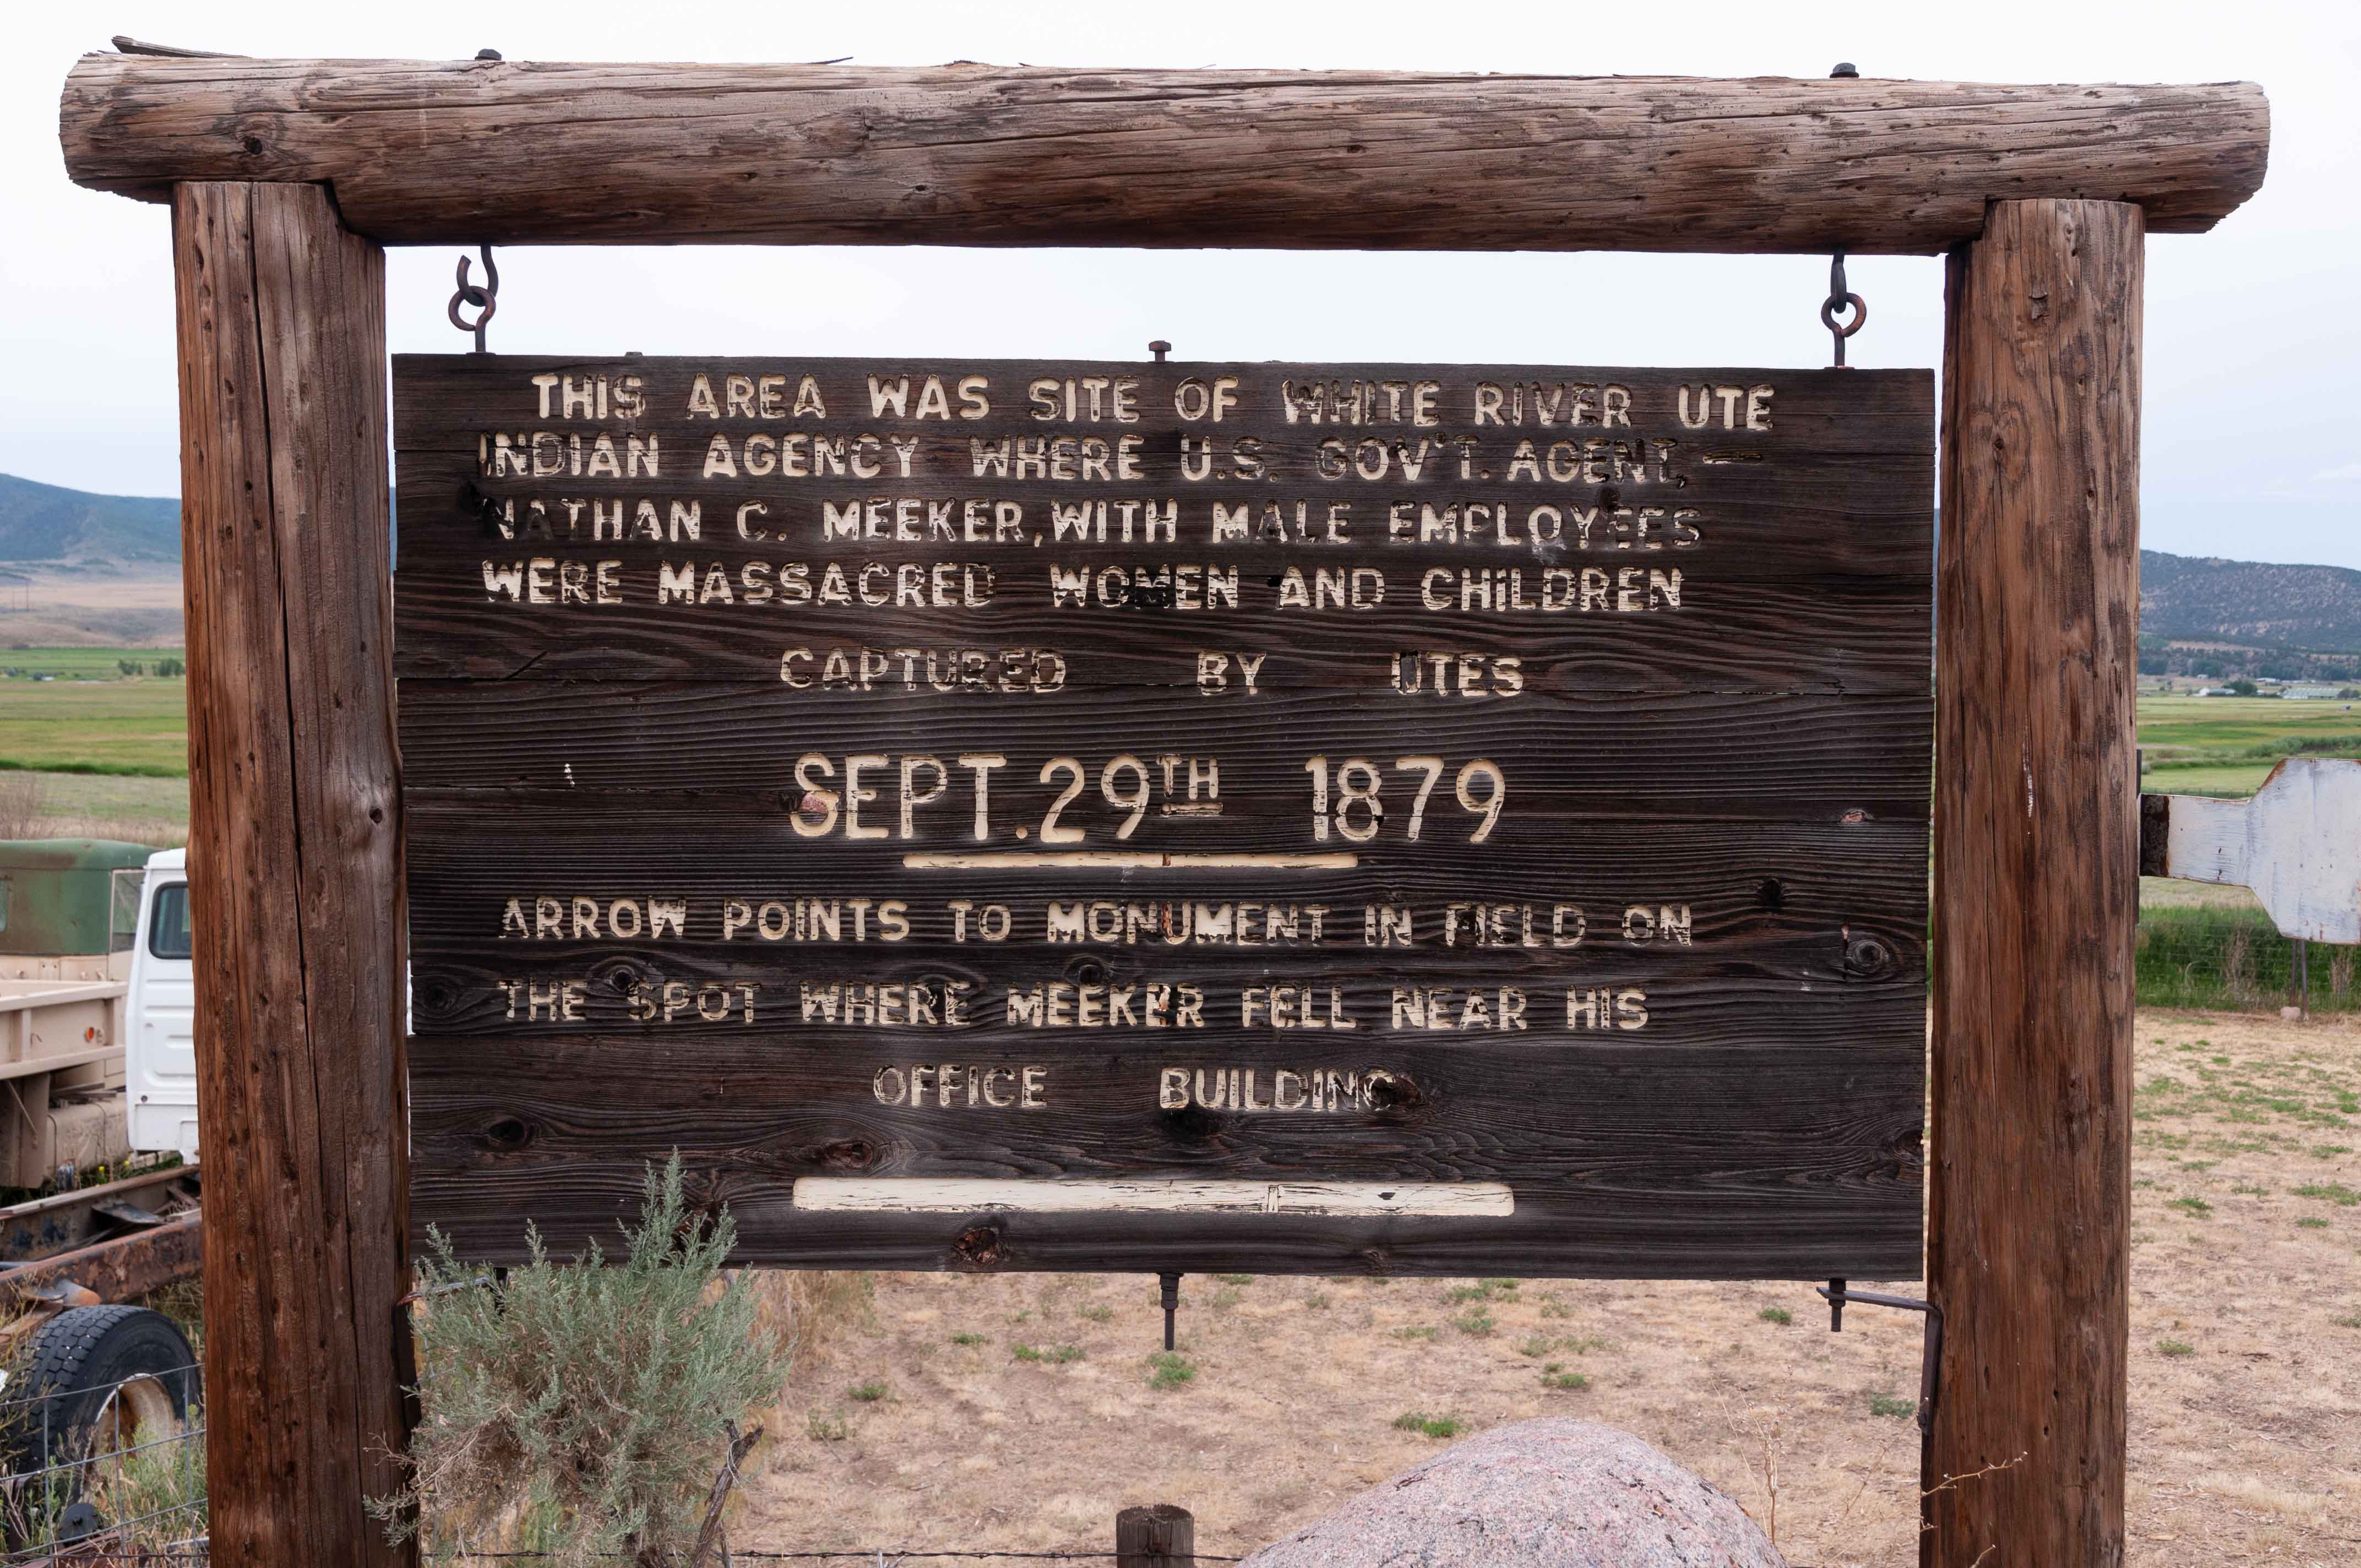 THIS AREA WAS SITE OF WHITE RIVER UTE
INDIAN AGENCY WHERE U.S. GOV'T. AGENT, —
NATHAN C. MEEKER, WITH MALE EMPLOYEES
WERE MASSACRED WOMEN AND CHILDREN
CAPTURED BY UTES
SEPT. 29TH 1879
ARROW POINTS TO MONUMENT IN FIELD ON
THE SPOT WHERE MEEKER FELL NEAR HIS
OFFICE BUILDING